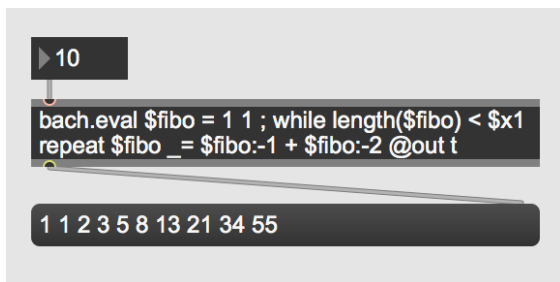 10
bach.eval $fibo = 1 1 ; while length($fibo) < $x1
repeat $fibo _= $fibo:-1 + $fibo:-2 @out t
1 1 2 3 5 8 13 21 34 55